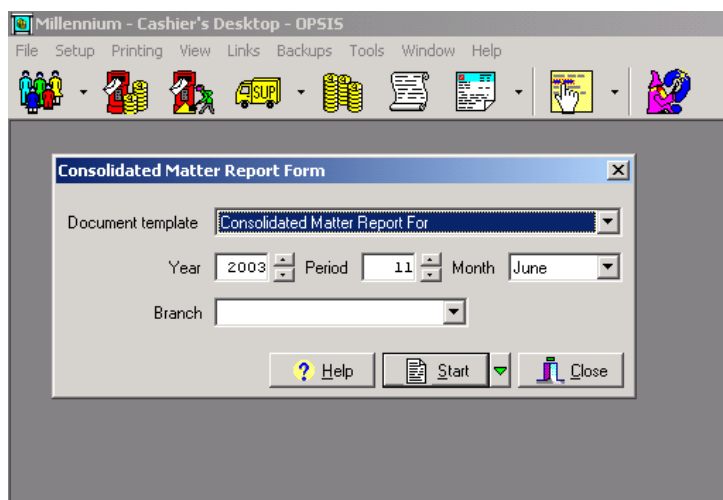 Millennium - Cashier's Desktop - OPSIS
File Setup Printing View Links Backups Tools Window Help
SUP
Consolidated Matter Report Form
Document template Consolidated Matter Report For
Year 2003 Period 11 Month June
Branch
? Help Start Close